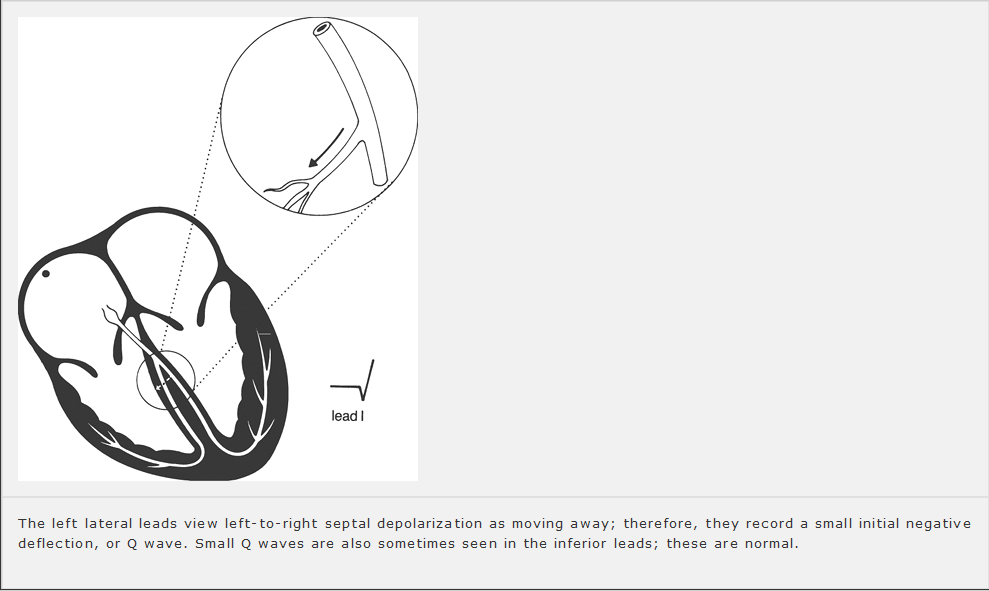 lead I
The left lateral leads view left-to-right septal depolarization as moving away; therefore, they record a small initial negative
deflection, or Q wave. Small Q waves are also sometimes seen in the inferior leads; these are normal.